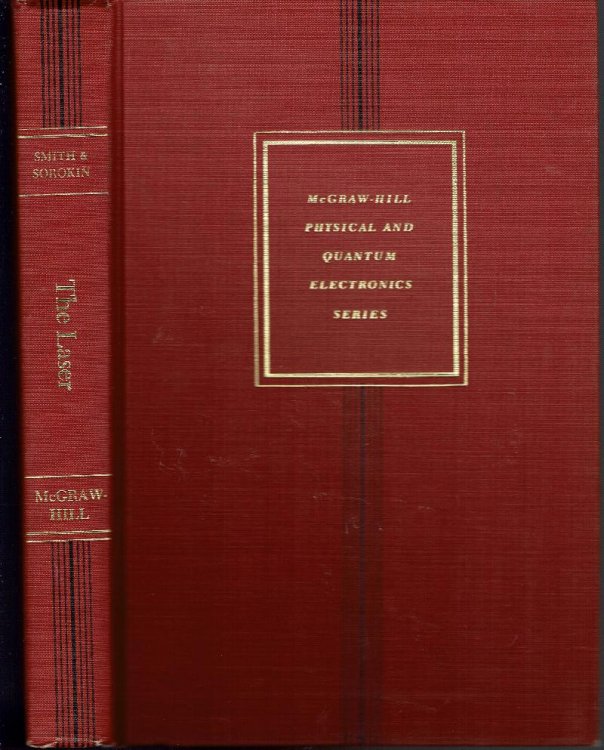 SMITH &
SOROKIN
The Laser
McGRAW-
HILL
McGRAW-HILL
PHYSICAL AND
QUANTUM
ELECTRONICS
SERIES